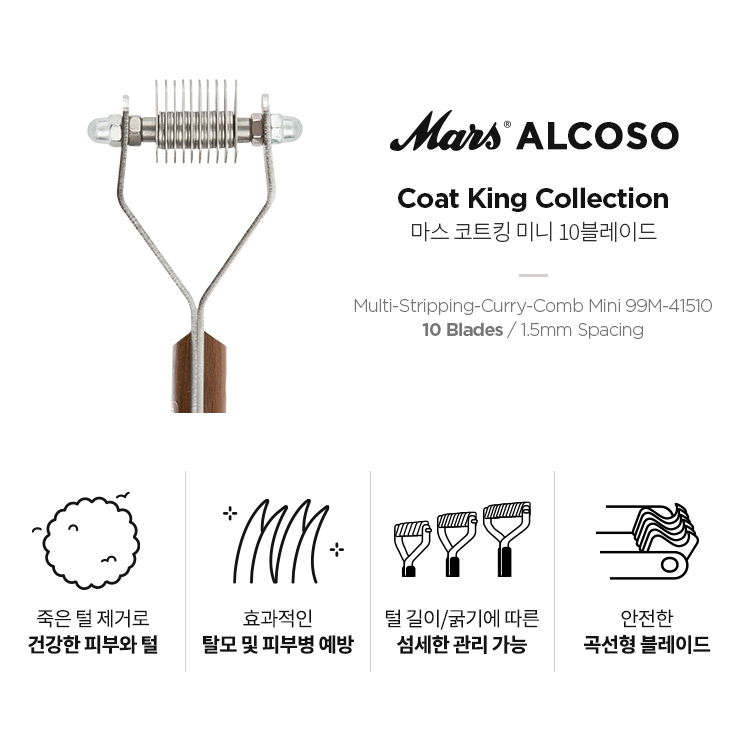 Mars® ALCOSO
Coat King Collection
마스 코트킹 미니 10블레이드
Multi-Stripping-Curry-Comb Mini 99M-41510
10 Blades / 1.5mm Spacing
죽은 털 제거로
건강한 피부와 털
효과적인
탈모 및 피부병 예방
털 길이/굵기에 따른
섬세한 관리 가능
안전한
곡선형 블레이드